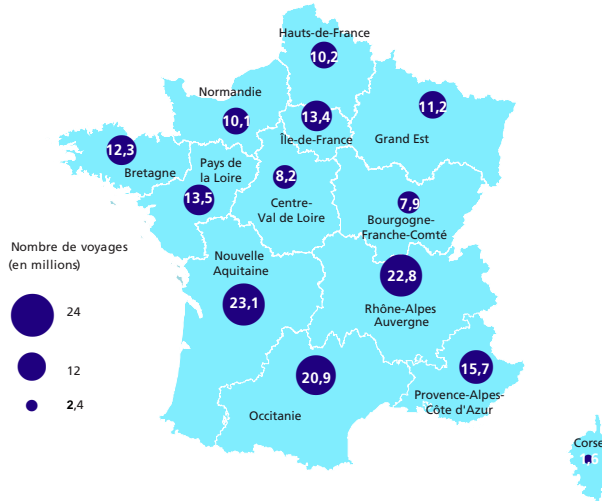 Hauts-de-France
10,2
Normandie
10,1
13,4
Île-de-France
11,2
Grand Est
12,3
Bretagne
Pays de
la Loire
13,5
8,2
Centre-
Val de Loire
7,9
Bourgogne-
Franche-Comté
Nombre de voyages
(en millions)
24
12
2,4
Nouvelle
Aquitaine
23,1
22,8
Rhône-Alpes
Auvergne
20,9
Occitanie
15,7
Provence-Alpes-
Côte d'Azur
Corse
1,6